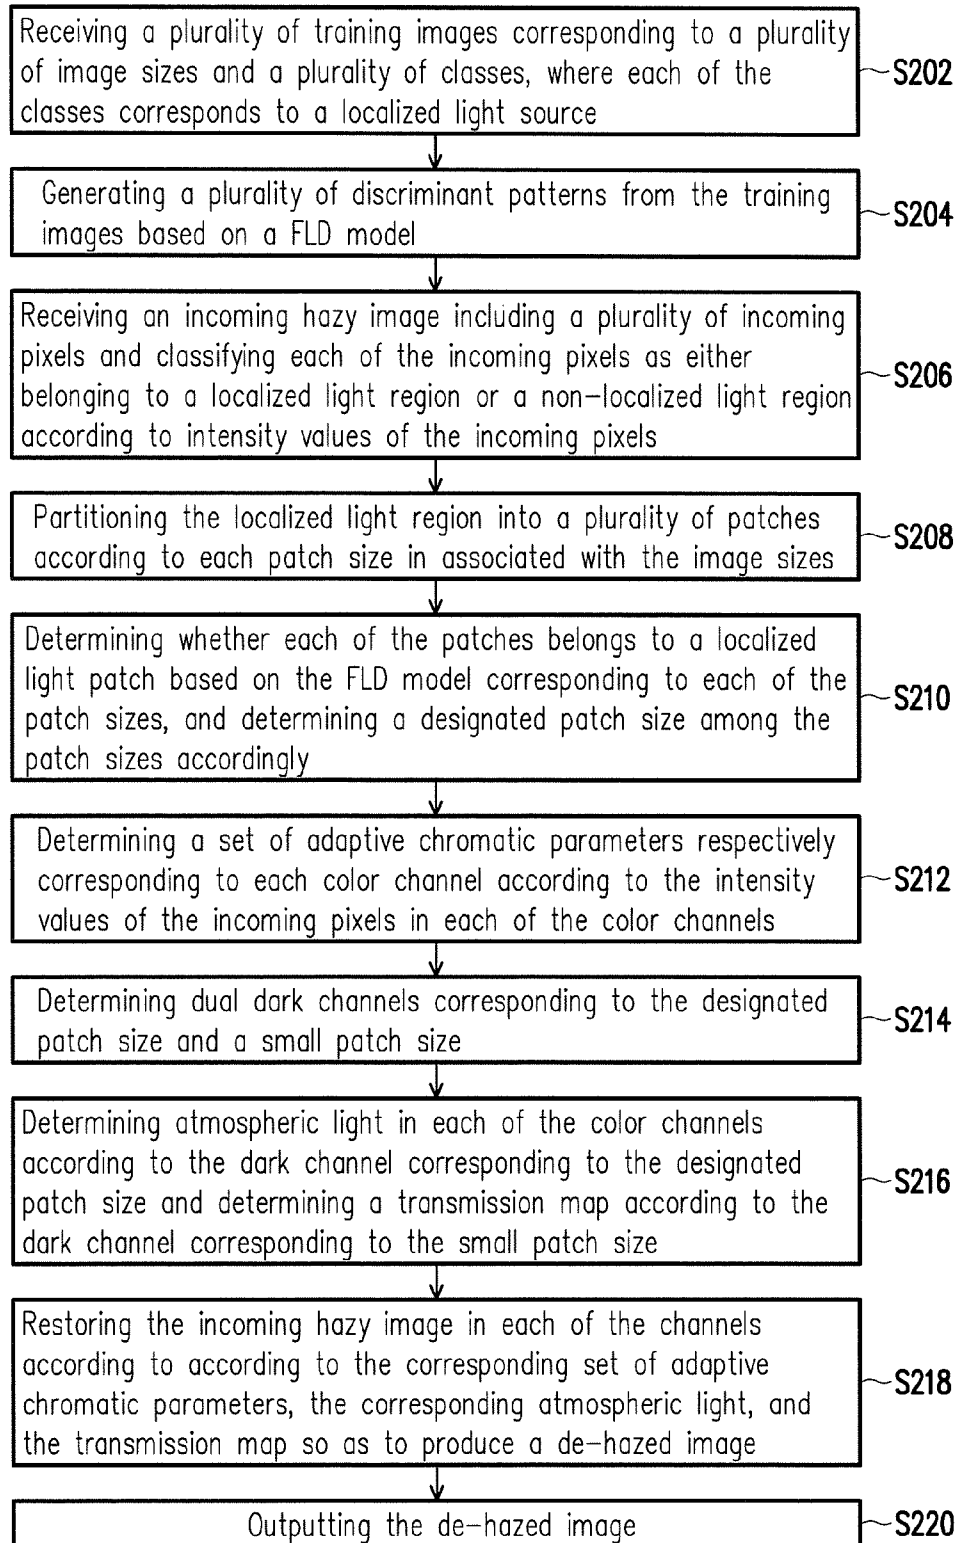 Receiving a plurality of training images corresponding to a plurality
of image sizes and a plurality of classes, where each of the
classes corresponds to a localized light source
S202
Generating a plurality of discriminant patterns from the training
images based on a FLD model
S204
Receiving an incoming hazy image including a plurality of incoming
pixels and classifying each of the incoming pixels as either
belonging to a localized light region or a non-localized light region
according to intensity values of the incoming pixels
S206
Partitioning the localized light region into a plurality of patches
according to each patch size in associated with the image sizes
S208
Determining whether each of the patches belongs to a localized
light patch based on the FLD model corresponding to each of the
patch sizes, and determining a designated patch size among the
patch sizes accordingly
S210
Determining a set of adaptive chromatic parameters respectively
corresponding to each color channel according to the intensity
values of the incoming pixels in each of the color channels
S212
Determining dual dark channels corresponding to the designated
patch size and a small patch size
S214
Determining atmospheric light in each of the color channels
according to the dark channel corresponding to the designated
patch size and determining a transmission map according to the
dark channel corresponding to the small patch size
S216
Restoring the incoming hazy image in each of the channels
according to according to the corresponding set of adaptive
chromatic parameters, the corresponding atmospheric light, and
the transmission map so as to produce a de-hazed image
S218
Outputting the de-hazed image
S220